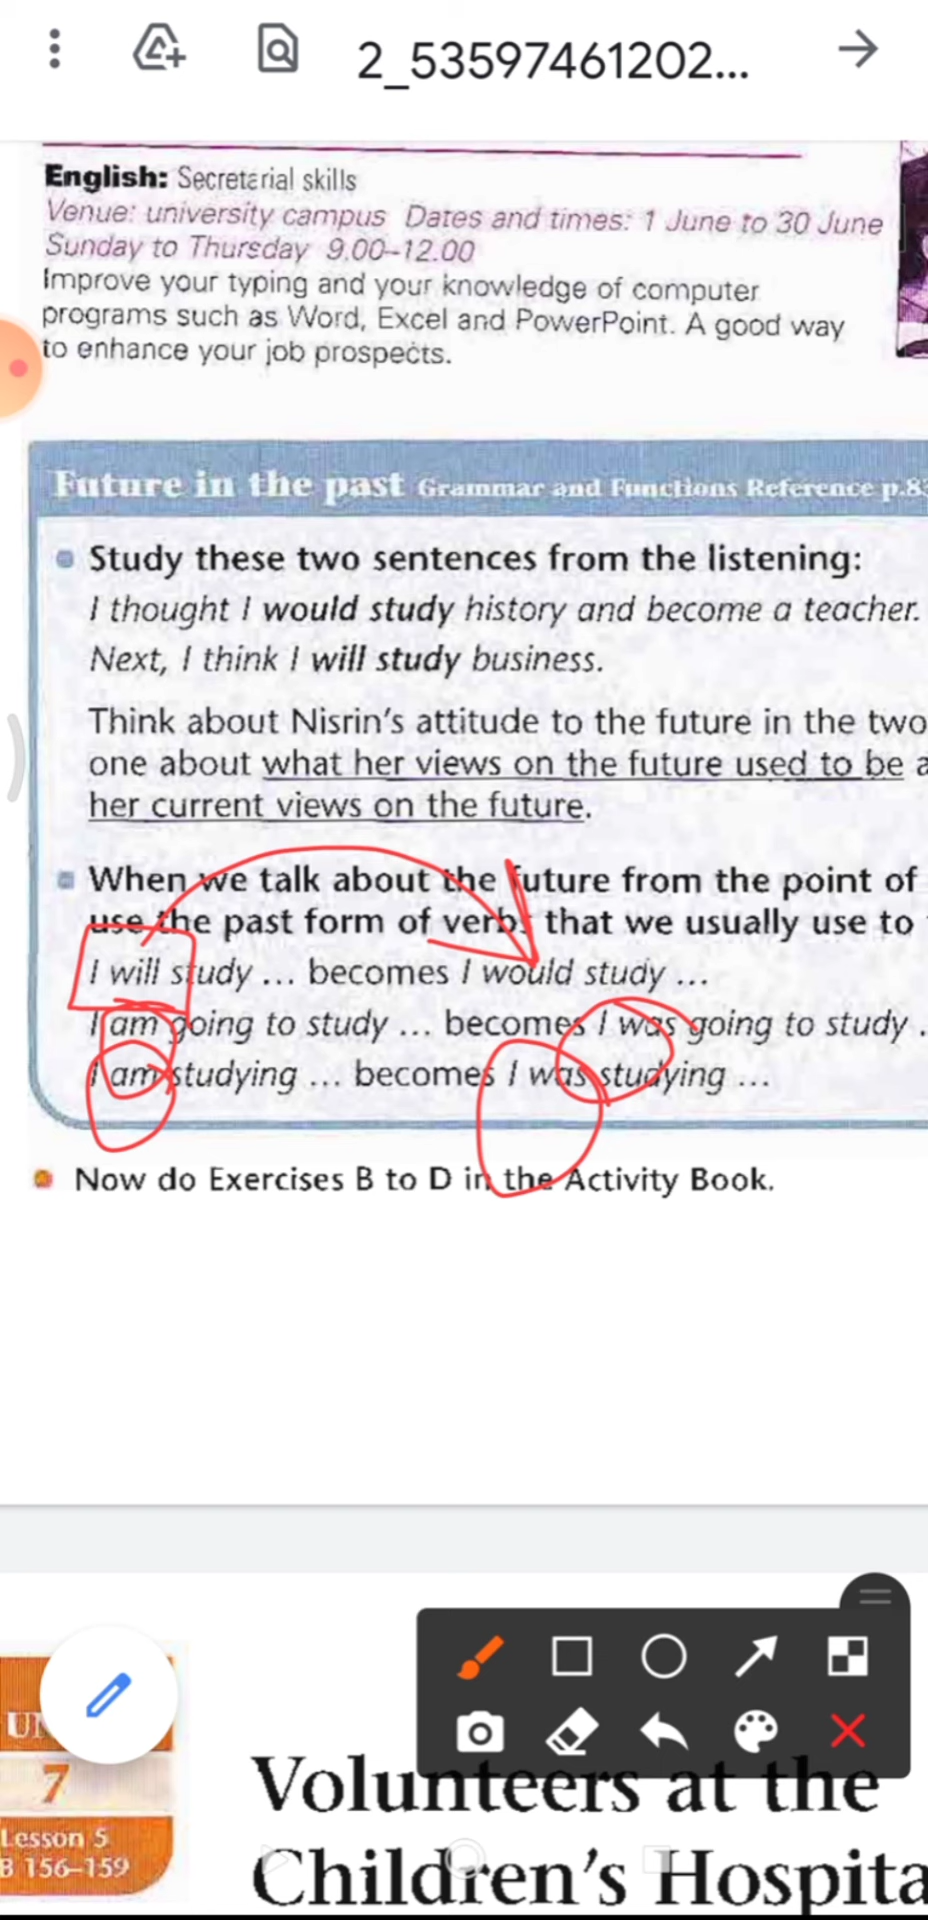 2_53597461202...
English: Secretarial skills
Venue: university campus Dates and times: 1 June to 30 June
Sunday to Thursday 9.00–12.00
Improve your typing and your knowledge of computer
programs such as Word, Excel and PowerPoint. A good way
to enhance your job prospects.
Future in the past Grammar and Functions Reference p.83
Study these two sentences from the listening:
I thought I would study history and become a teacher.
Next, I think I will study business.
Think about Nisrin's attitude to the future in the two
one about what her views on the future used to be a
her current views on the future.
When we talk about the future from the point of
use the past form of verbs that we usually use to
I will study ... becomes I would study ...
I am going to study ... becomes I was going to study .
I am studying ... becomes I was studying ...
Now do Exercises B to D in the Activity Book.
7
Lesson 5
B 156–159
Volunteers at the
Children's Hospita